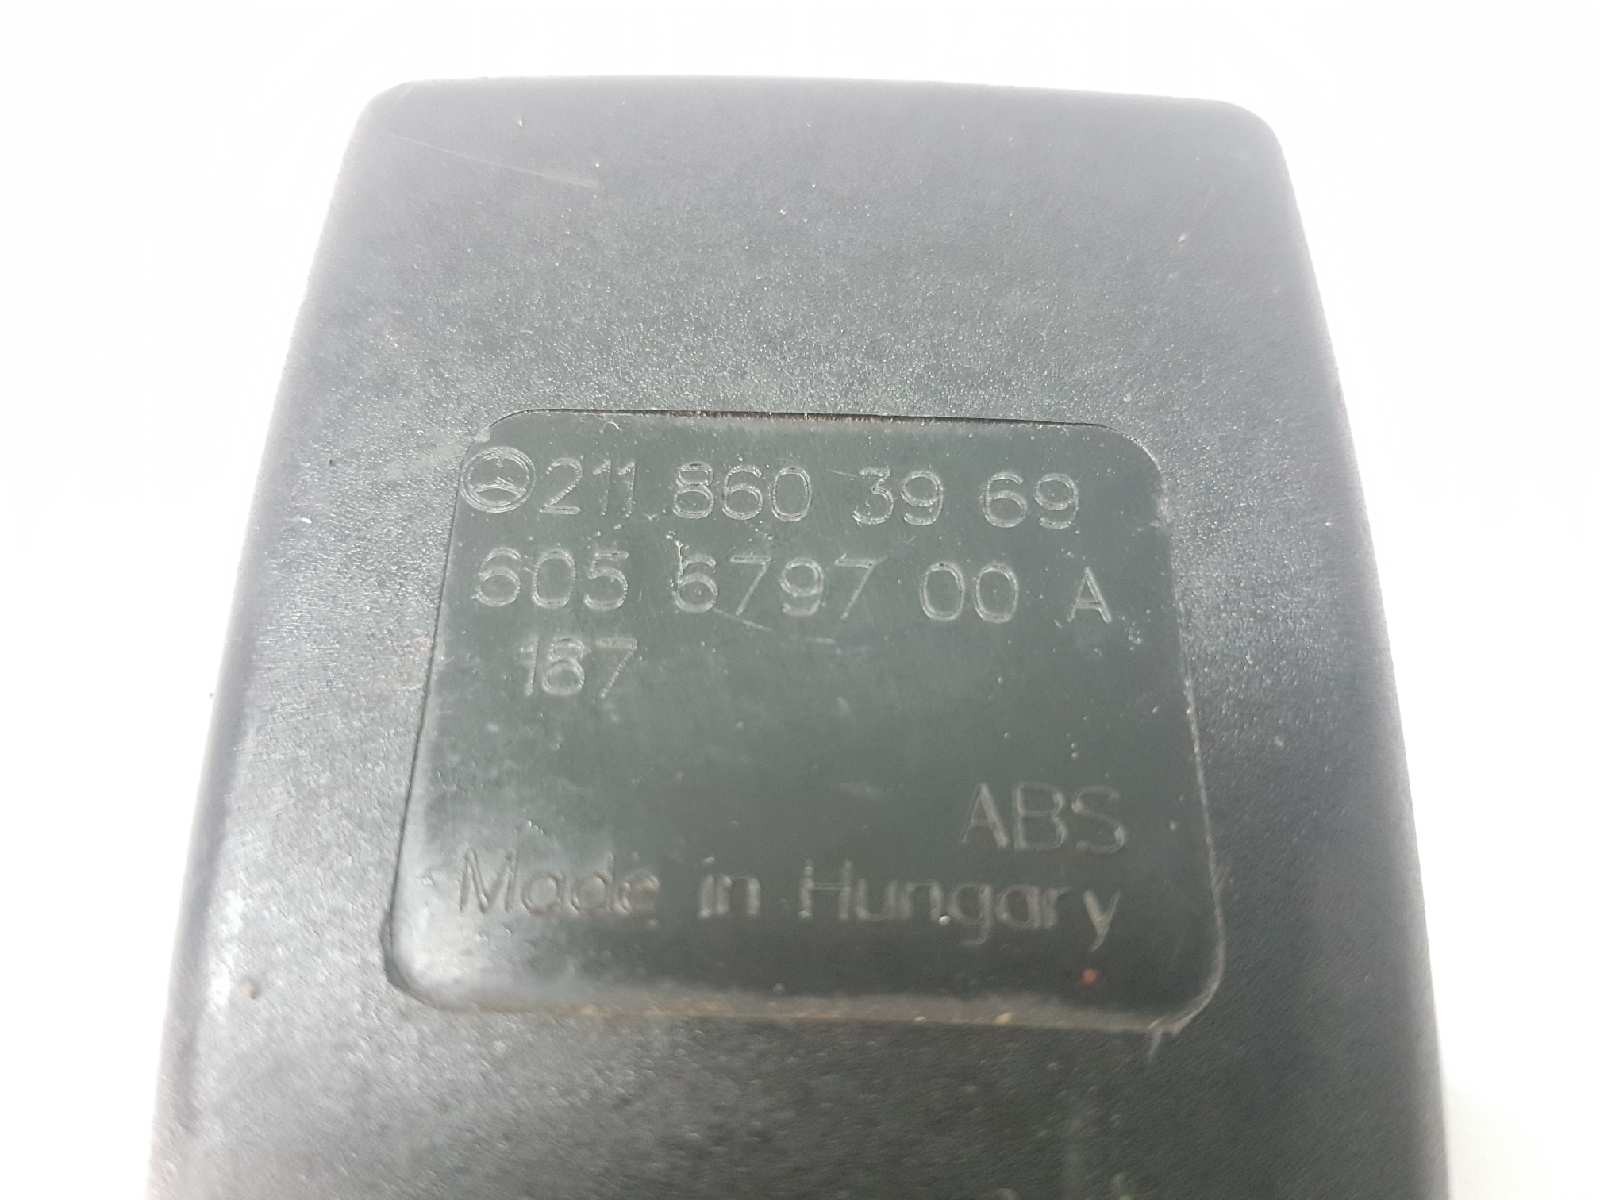 211 860 39 69
605 6797 00 A
187
ABS
Made in Hungary